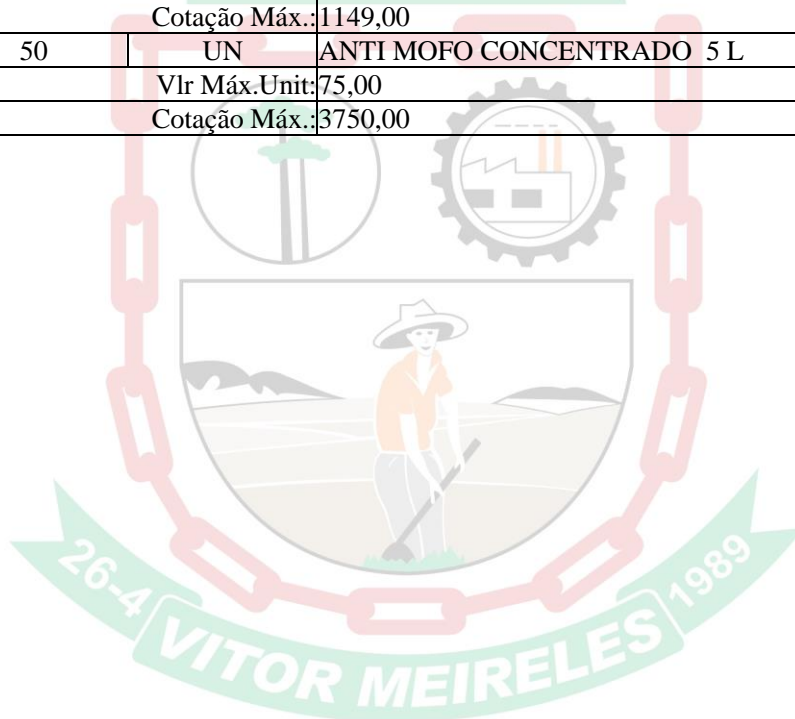 Cotação Máx.: 1149,00
50 UN ANTI MOFO CONCENTRADO 5 L
Vlr Máx.Unit: 75,00
Cotação Máx.: 3750,00
26-4 VITOR MEIRELES 1989